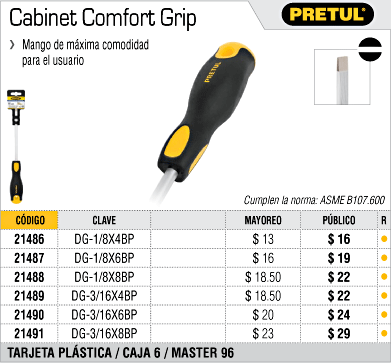 Cabinet Comfort Grip
PRETUL®
❯ Mango de máxima comodidad
para el usuario
PRETUL
Cumplen la norma: ASME B107.600
CÓDIGO CLAVE MAYOREO PÚBLICO R
21486 DG-1/8X4BP $ 13 $ 16 ●
21487 DG-1/8X6BP $ 16 $ 19 ●
21488 DG-1/8X8BP $ 18.50 $ 22 ●
21489 DG-3/16X4BP $ 18.50 $ 22 ●
21490 DG-3/16X6BP $ 20 $ 24 ●
21491 DG-3/16X8BP $ 23 $ 29 ●
TARJETA PLÁSTICA / CAJA 6 / MASTER 96